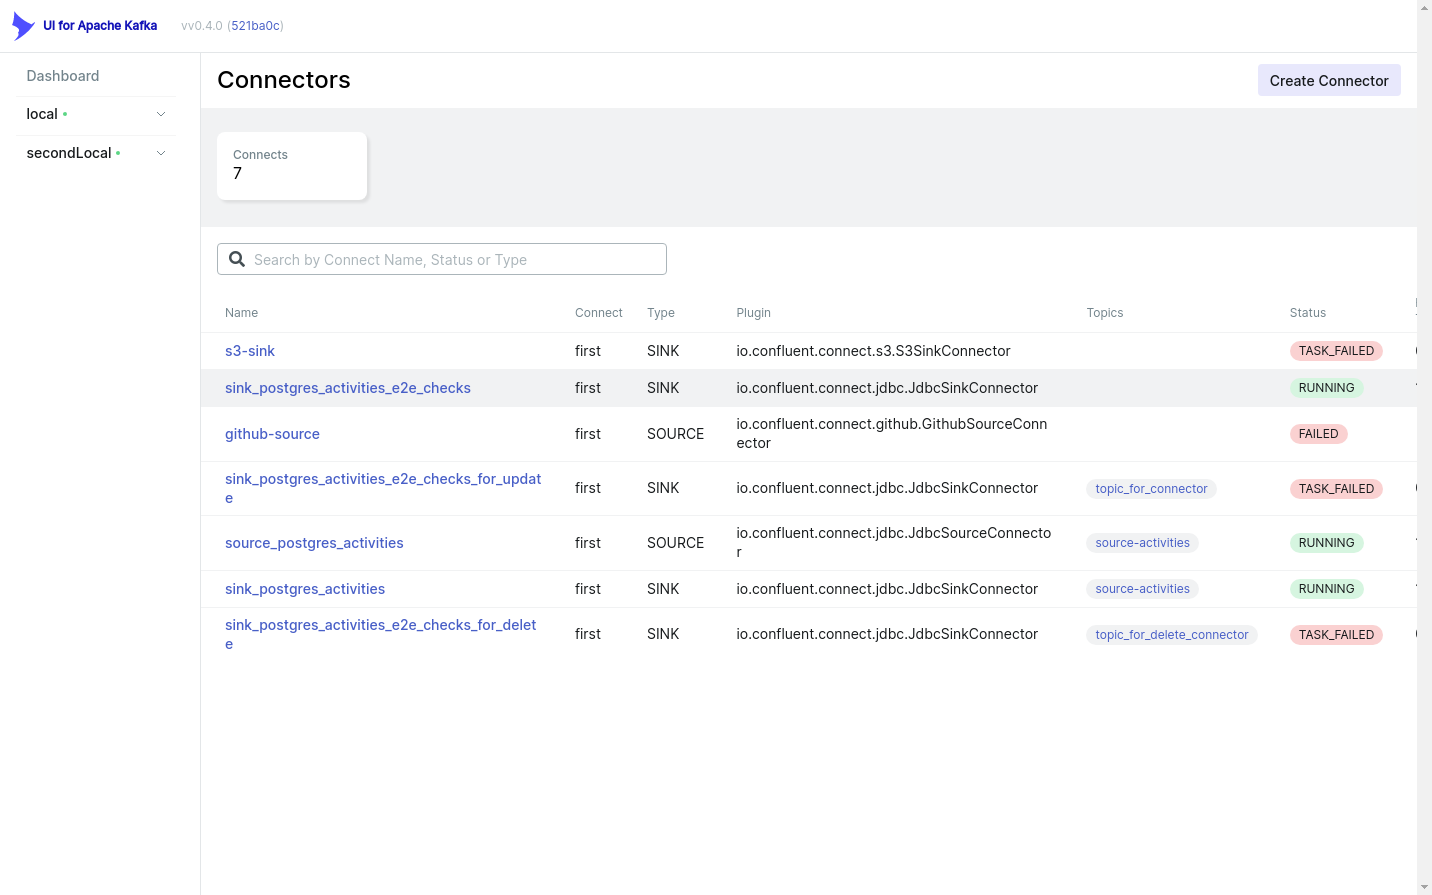 UI for Apache Kafka vv0.4.0 (521ba0c)
Dashboard
local
secondLocal
Connectors
Create Connector
Connects
7
Search by Connect Name, Status or Type
Name Connect Type Plugin Topics Status
s3-sink first SINK io.confluent.connect.s3.S3SinkConnector TASK_FAILED
sink_postgres_activities_e2e_checks first SINK io.confluent.connect.jdbc.JdbcSinkConnector RUNNING
github-source first SOURCE io.confluent.connect.github.GithubSourceConn
ector FAILED
sink_postgres_activities_e2e_checks_for_updat
e first SINK io.confluent.connect.jdbc.JdbcSinkConnector topic_for_connector TASK_FAILED
source_postgres_activities first SOURCE io.confluent.connect.jdbc.JdbcSourceConnecto
r source-activities RUNNING
sink_postgres_activities first SINK io.confluent.connect.jdbc.JdbcSinkConnector source-activities RUNNING
sink_postgres_activities_e2e_checks_for_delet
e first SINK io.confluent.connect.jdbc.JdbcSinkConnector topic_for_delete_connector TASK_FAILED